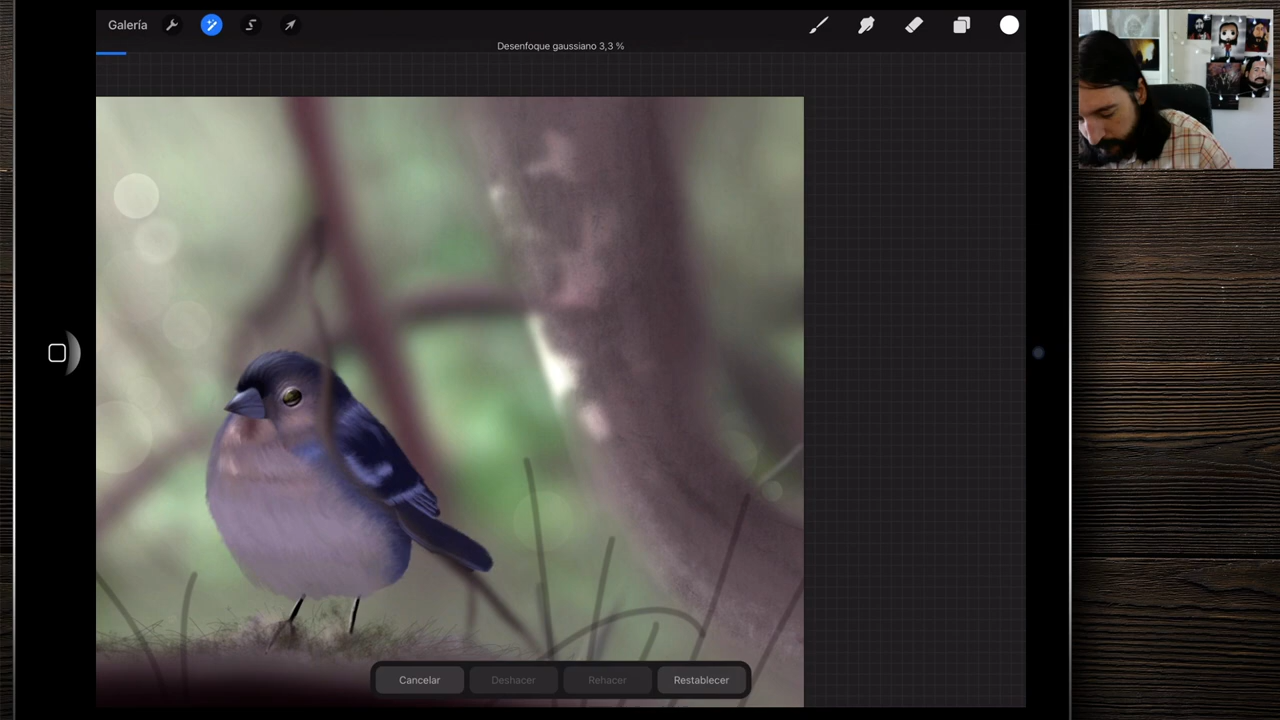 Galería
Desenfoque gaussiano 3,3 %
Cancelar
Deshacer
Rehacer
Restablecer